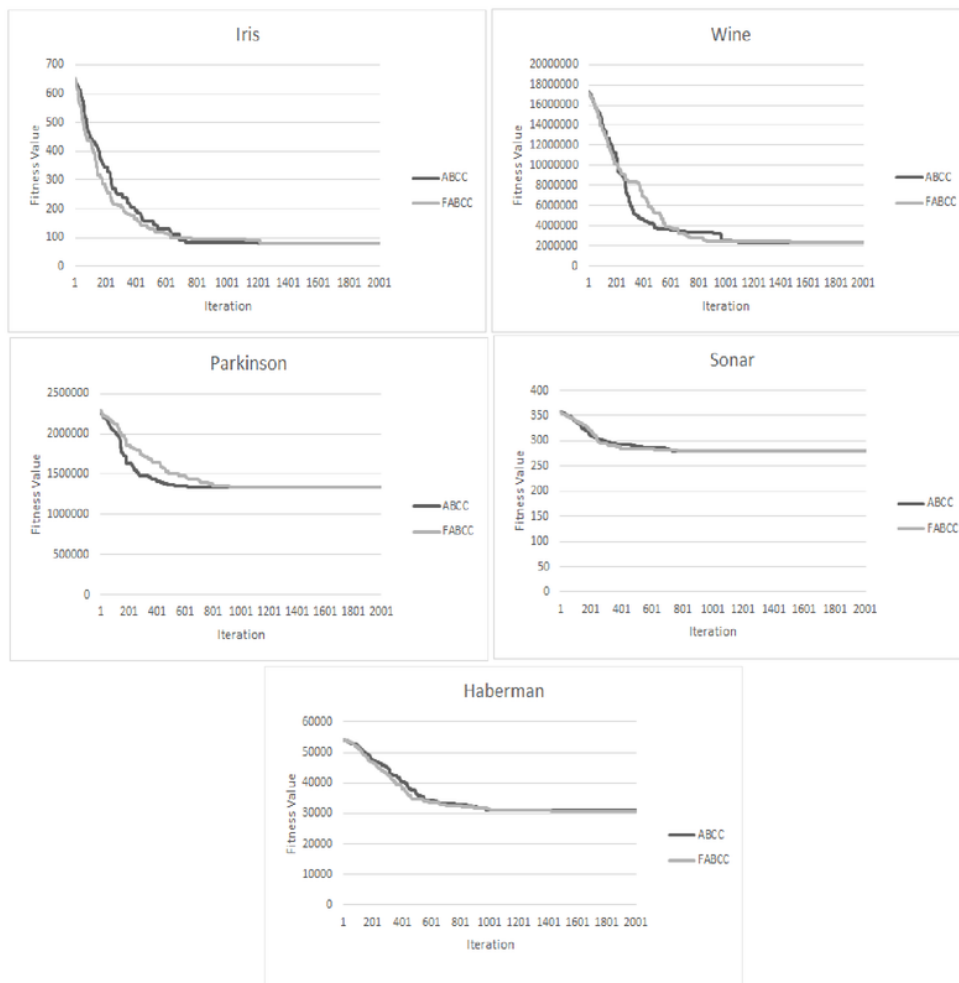 Iris
700
600
500
400
300
200
100
0
Fitness Value
1 201 401 601 801 1001 1201 1401 1601 1801 2001
Iteration
ABCC
FABCC
Wine
20000000
18000000
16000000
14000000
12000000
10000000
8000000
6000000
4000000
2000000
0
Fitness Value
1 201 401 601 801 1001 1201 1401 1601 1801 2001
Iteration
ABCC
FABCC
Parkinson
2500000
2000000
1500000
1000000
500000
0
Fitness Value
1 201 401 601 801 1001 1201 1401 1601 1801 2001
Iteration
ABCC
FABCC
Sonar
400
350
300
250
200
150
100
50
0
Fitness Value
1 201 401 601 801 1001 1201 1401 1601 1801 2001
Iteration
ABCC
FABCC
Haberman
60000
50000
40000
30000
20000
10000
0
Fitness Value
1 201 401 601 801 1001 1201 1401 1601 1801 2001
Iteration
ABCC
FABCC